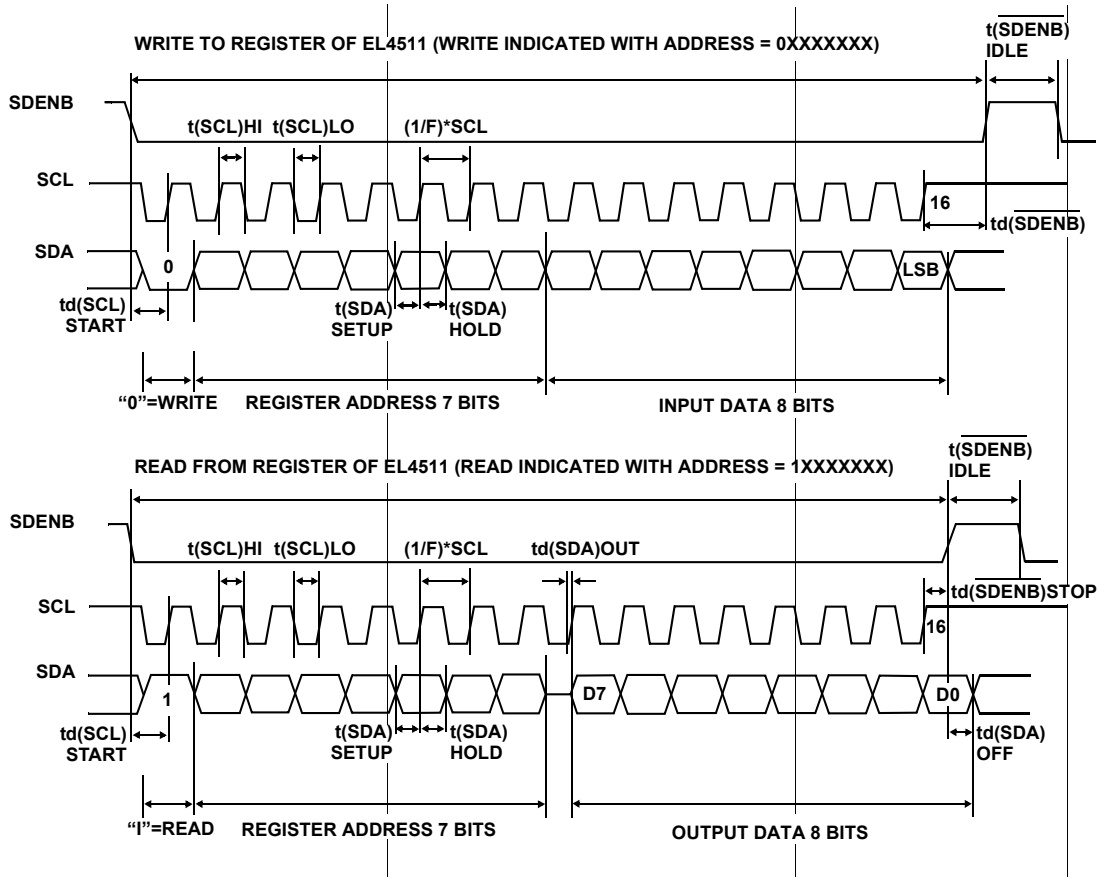 WRITE TO REGISTER OF EL4511 (WRITE INDICATED WITH ADDRESS = 0XXXXXXX)
t(SDENB)
IDLE
SDENB
t(SCL)HI t(SCL)LO (1/F)*SCL
SCL
16
td(SDENB)
SDA
0
LSB
td(SCL)
START
t(SDA)
SETUP
t(SDA)
HOLD
“0”=WRITE REGISTER ADDRESS 7 BITS INPUT DATA 8 BITS
READ FROM REGISTER OF EL4511 (READ INDICATED WITH ADDRESS = 1XXXXXXX)
t(SDENB)
IDLE
SDENB
t(SCL)HI t(SCL)LO (1/F)*SCL td(SDA)OUT
SCL
td(SDENB)STOP
16
SDA
1
D7
D0
td(SCL)
START
t(SDA)
SETUP
t(SDA)
HOLD
td(SDA)
OFF
“I”=READ REGISTER ADDRESS 7 BITS OUTPUT DATA 8 BITS